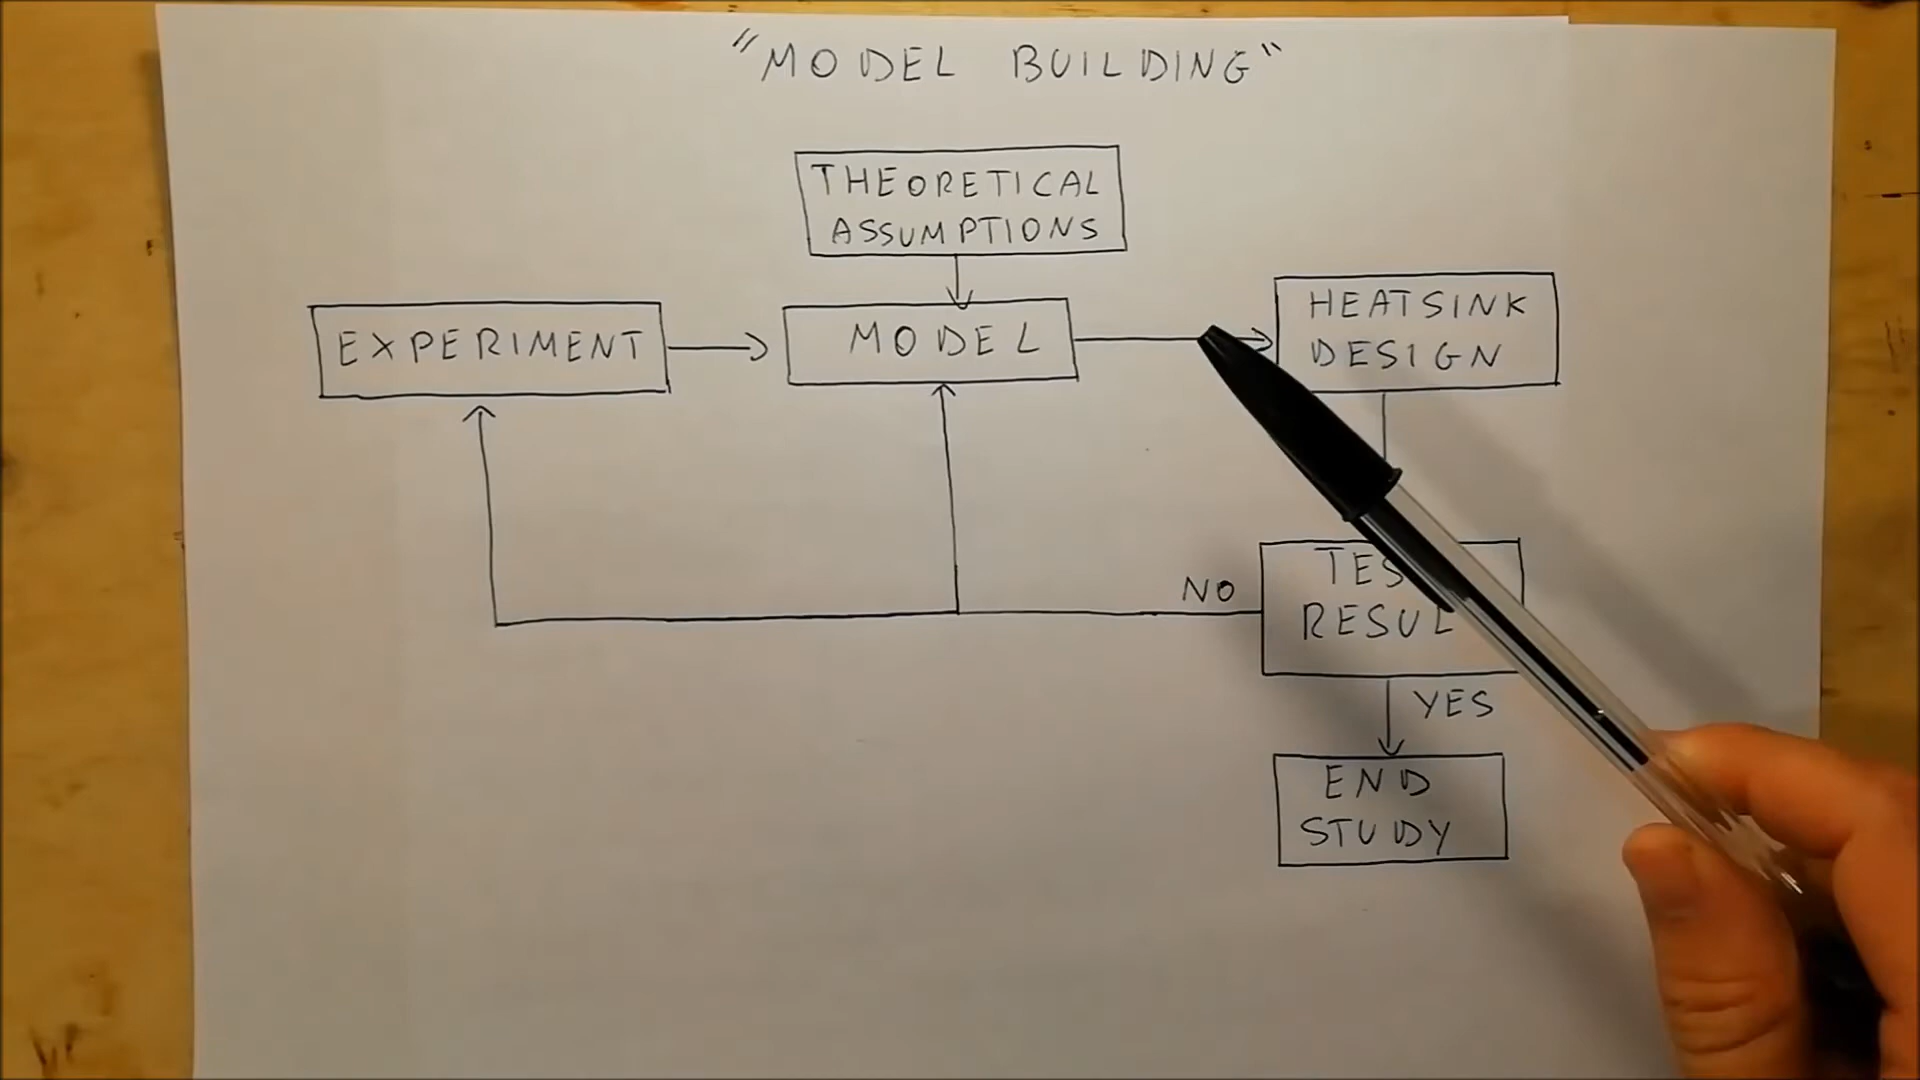 "MODEL BUILDING"
THEORETICAL
ASSUMPTIONS
EXPERIMENT
MODEL
HEATSINK
DESIGN
NO
YES
END
STUDY